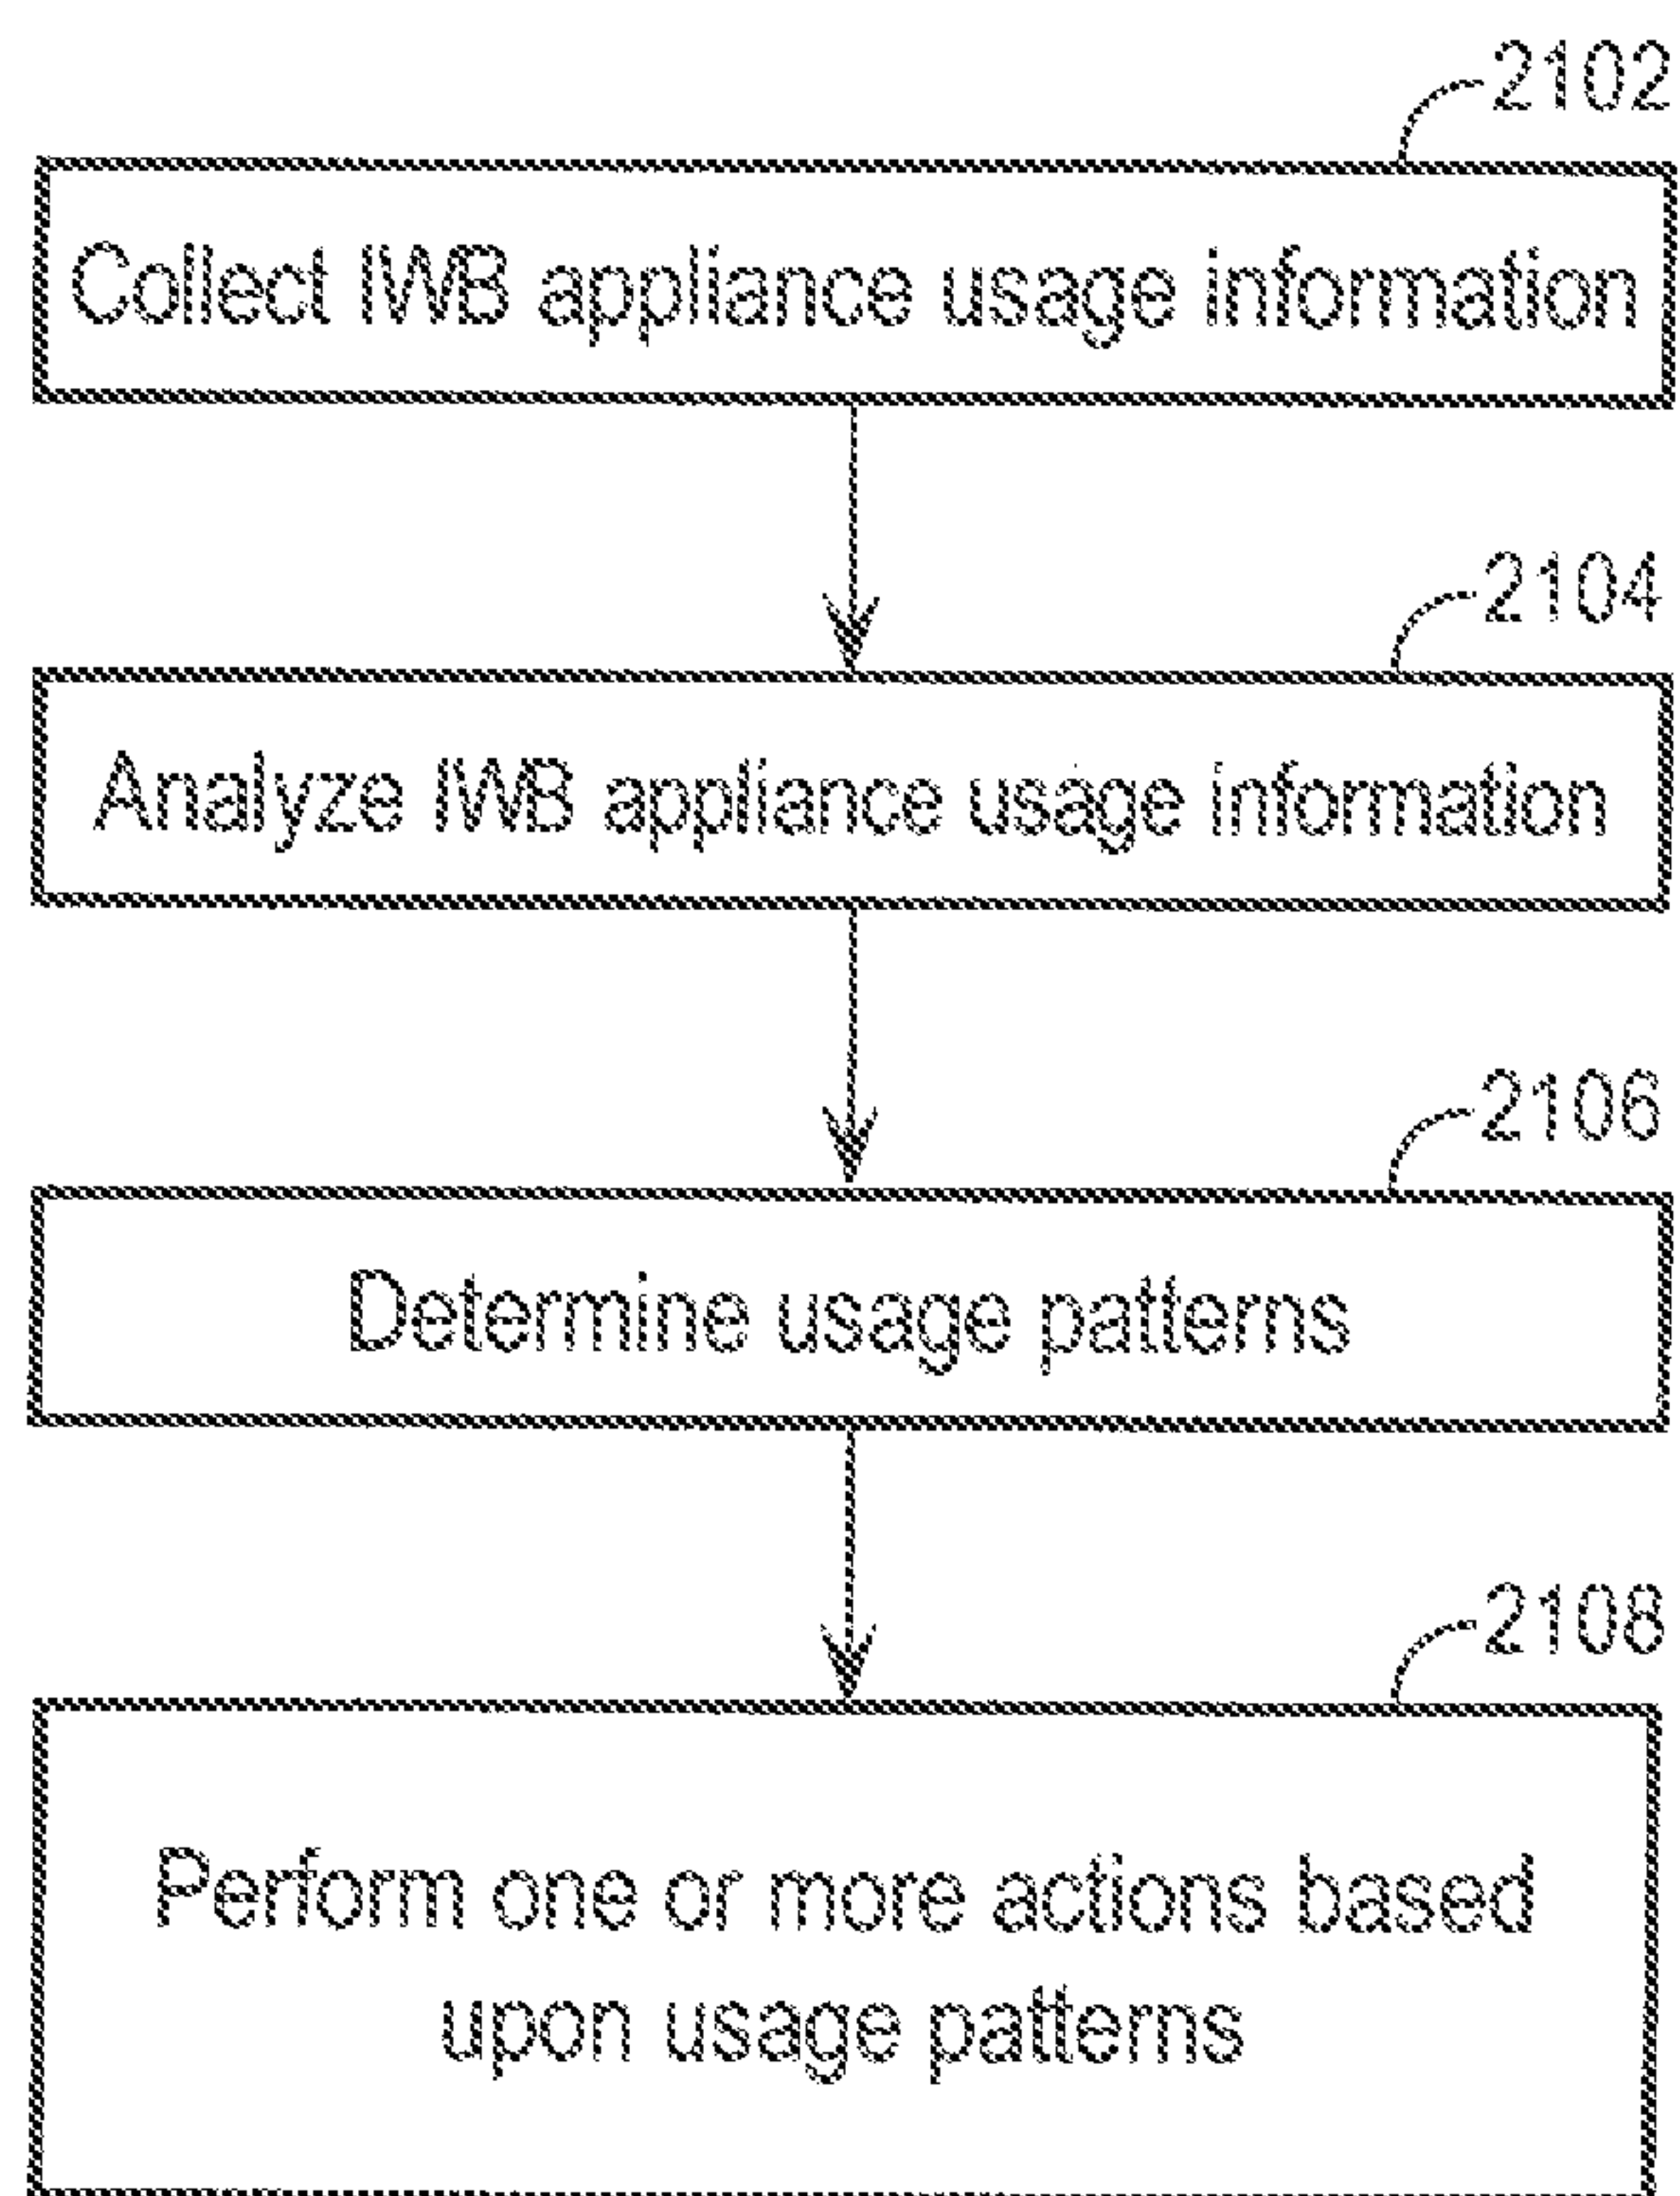 2102
Collect IWB appliance usage information
2104
Analyze IWB appliance usage information
2106
Determine usage patterns
2108
Perform one or more actions based
upon usage patterns